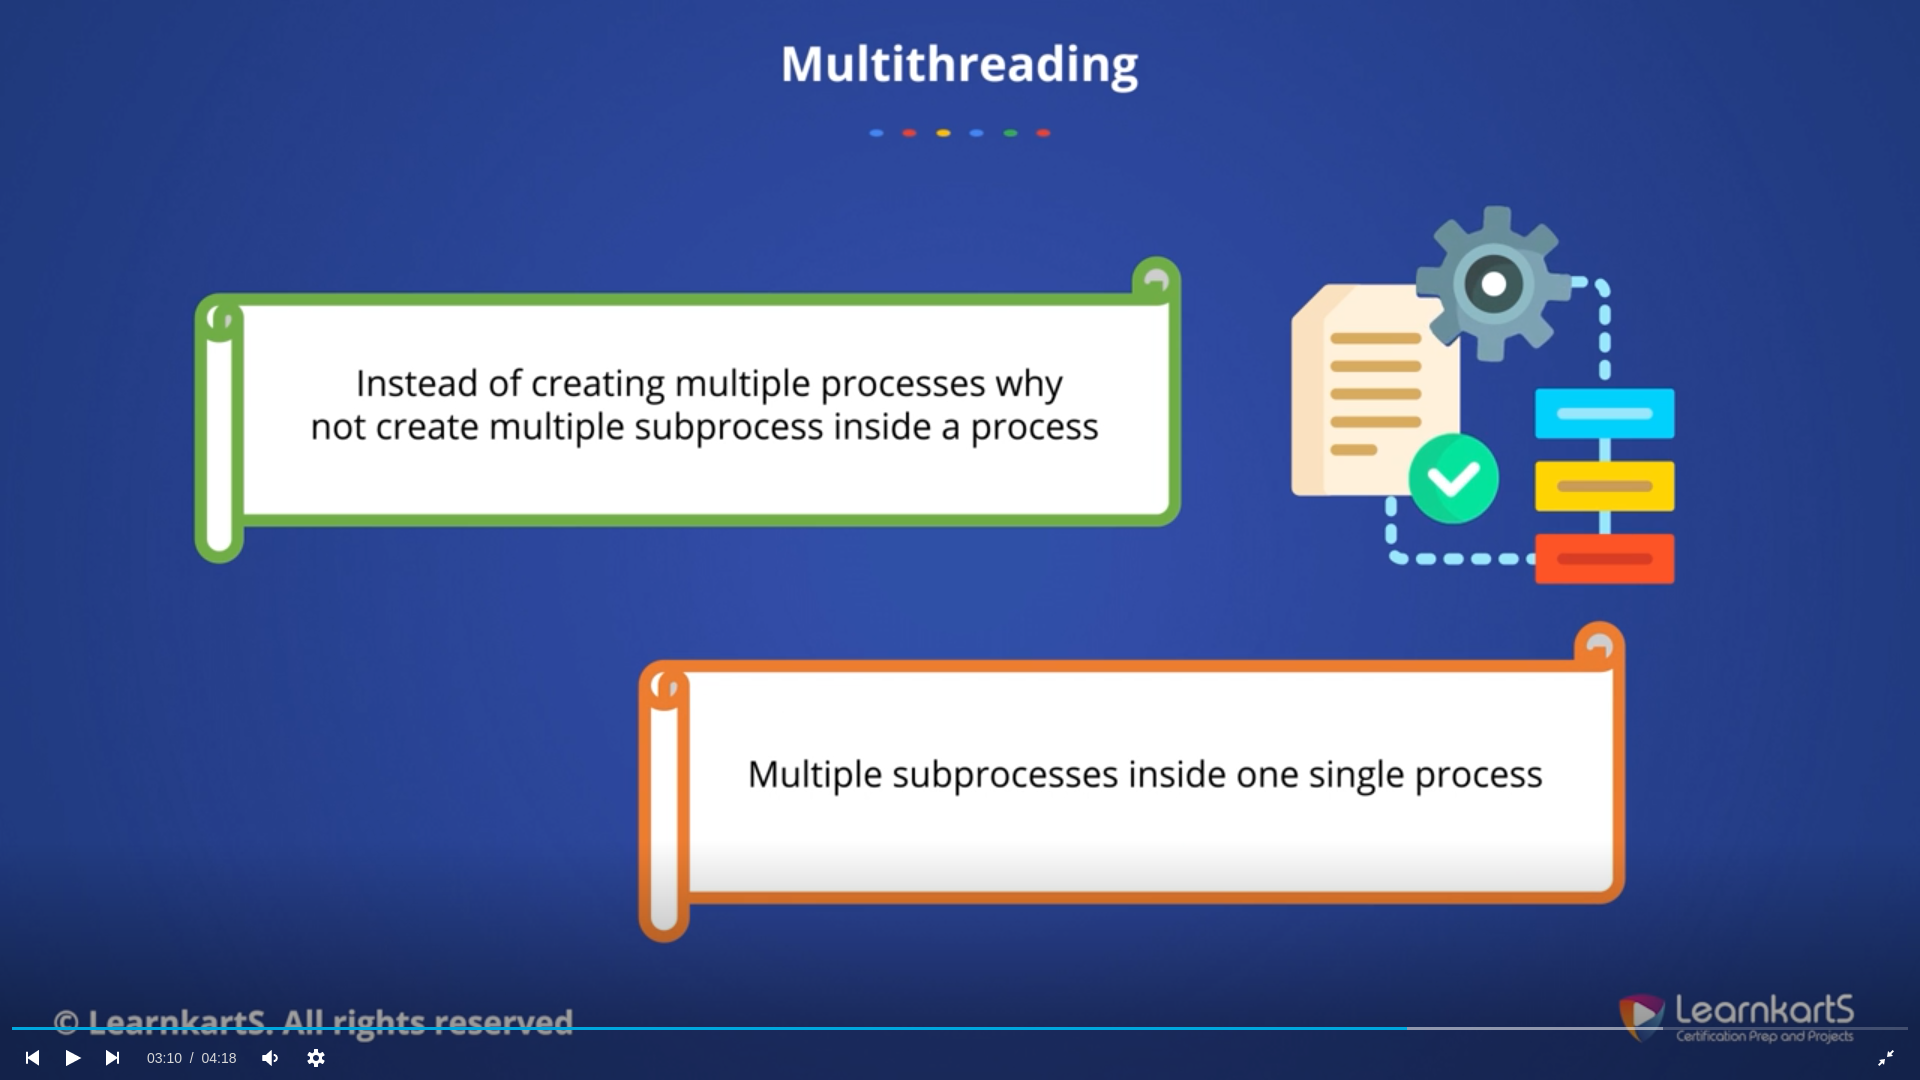 Multithreading
Instead of creating multiple processes why
not create multiple subprocess inside a process
Multiple subprocesses inside one single process
© LearnkartS. All rights reserved
LearnkartS
Certification Prep and Projects
03:10 / 04:18